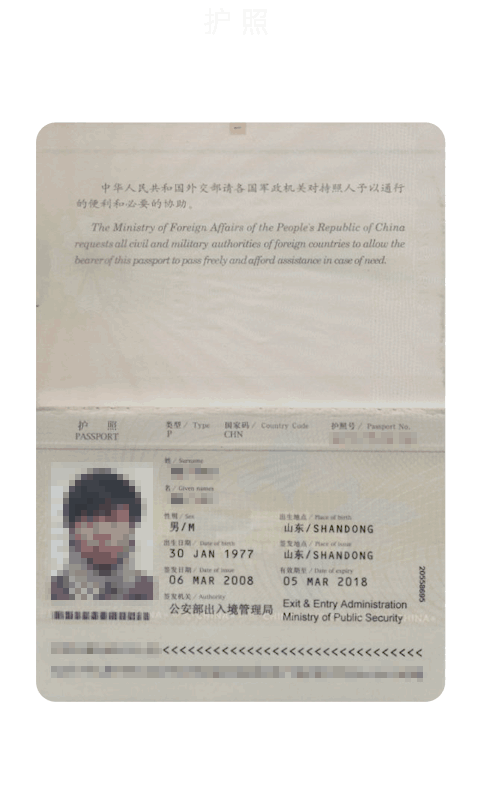 护 照
中华人民共和国外交部请各国军政机关对持照人予以通行
的便利和必要的协助。
The Ministry of Foreign Affairs of the People's Republic of China
requests all civil and military authorities of foreign countries to allow the
bearer of this passport to pass freely and afford assistance in case of need.
护 照
PASSPORT
类型 / Type 国家码 / Country Code 护照号 / Passport No.
P CHN
姓 / Surname
名 / Given names
性别 / Sex 出生地点 / Place of birth
男/M 山东/SHANDONG
出生日期 / Date of birth 签发地点 / Place of issue
30 JAN 1977 山东/SHANDONG
签发日期 / Date of issue 有效期至 / Date of expiry
06 MAR 2008 05 MAR 2018
签发机关 / Authority
公安部出入境管理局 Exit & Entry Administration
Ministry of Public Security
20558695
<<<<<<<<<<<<<<<<<<<<<<<<<<<<<<<